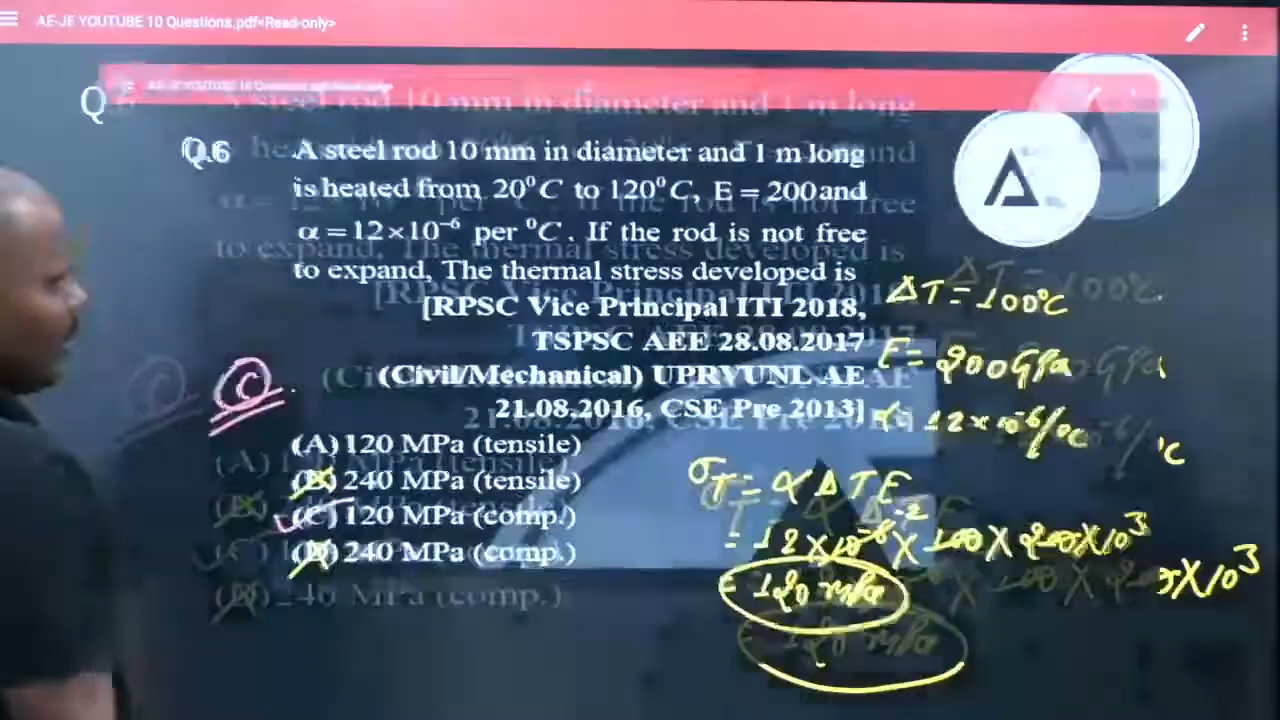 AE-JE YOUTUBE 10 Questions.pdf<Read-only>
Q.6 A steel rod 10 mm in diameter and 1 m long
is heated from 20⁰C to 120⁰C, E = 200 and
α = 12×10⁻⁶ per ⁰C. If the rod is not free
to expand, The thermal stress developed is
[RPSC Vice Principal ITI 2018,
TSPSC AEE 28.08.2017
(Civil/Mechanical) UPRVUNL AE
21.08.2016, CSE Pre 2013]
(A) 120 MPa (tensile)
(B) 240 MPa (tensile)
(C) 120 MPa (comp.)
(D) 240 MPa (comp.)
C
ΔT = 100°C
E = 200 GPa
α = 12×10⁻⁶/°C
σT = α ΔT E
= 12 × 10⁻⁶ × 100 × 200×10³
= 120 MPa